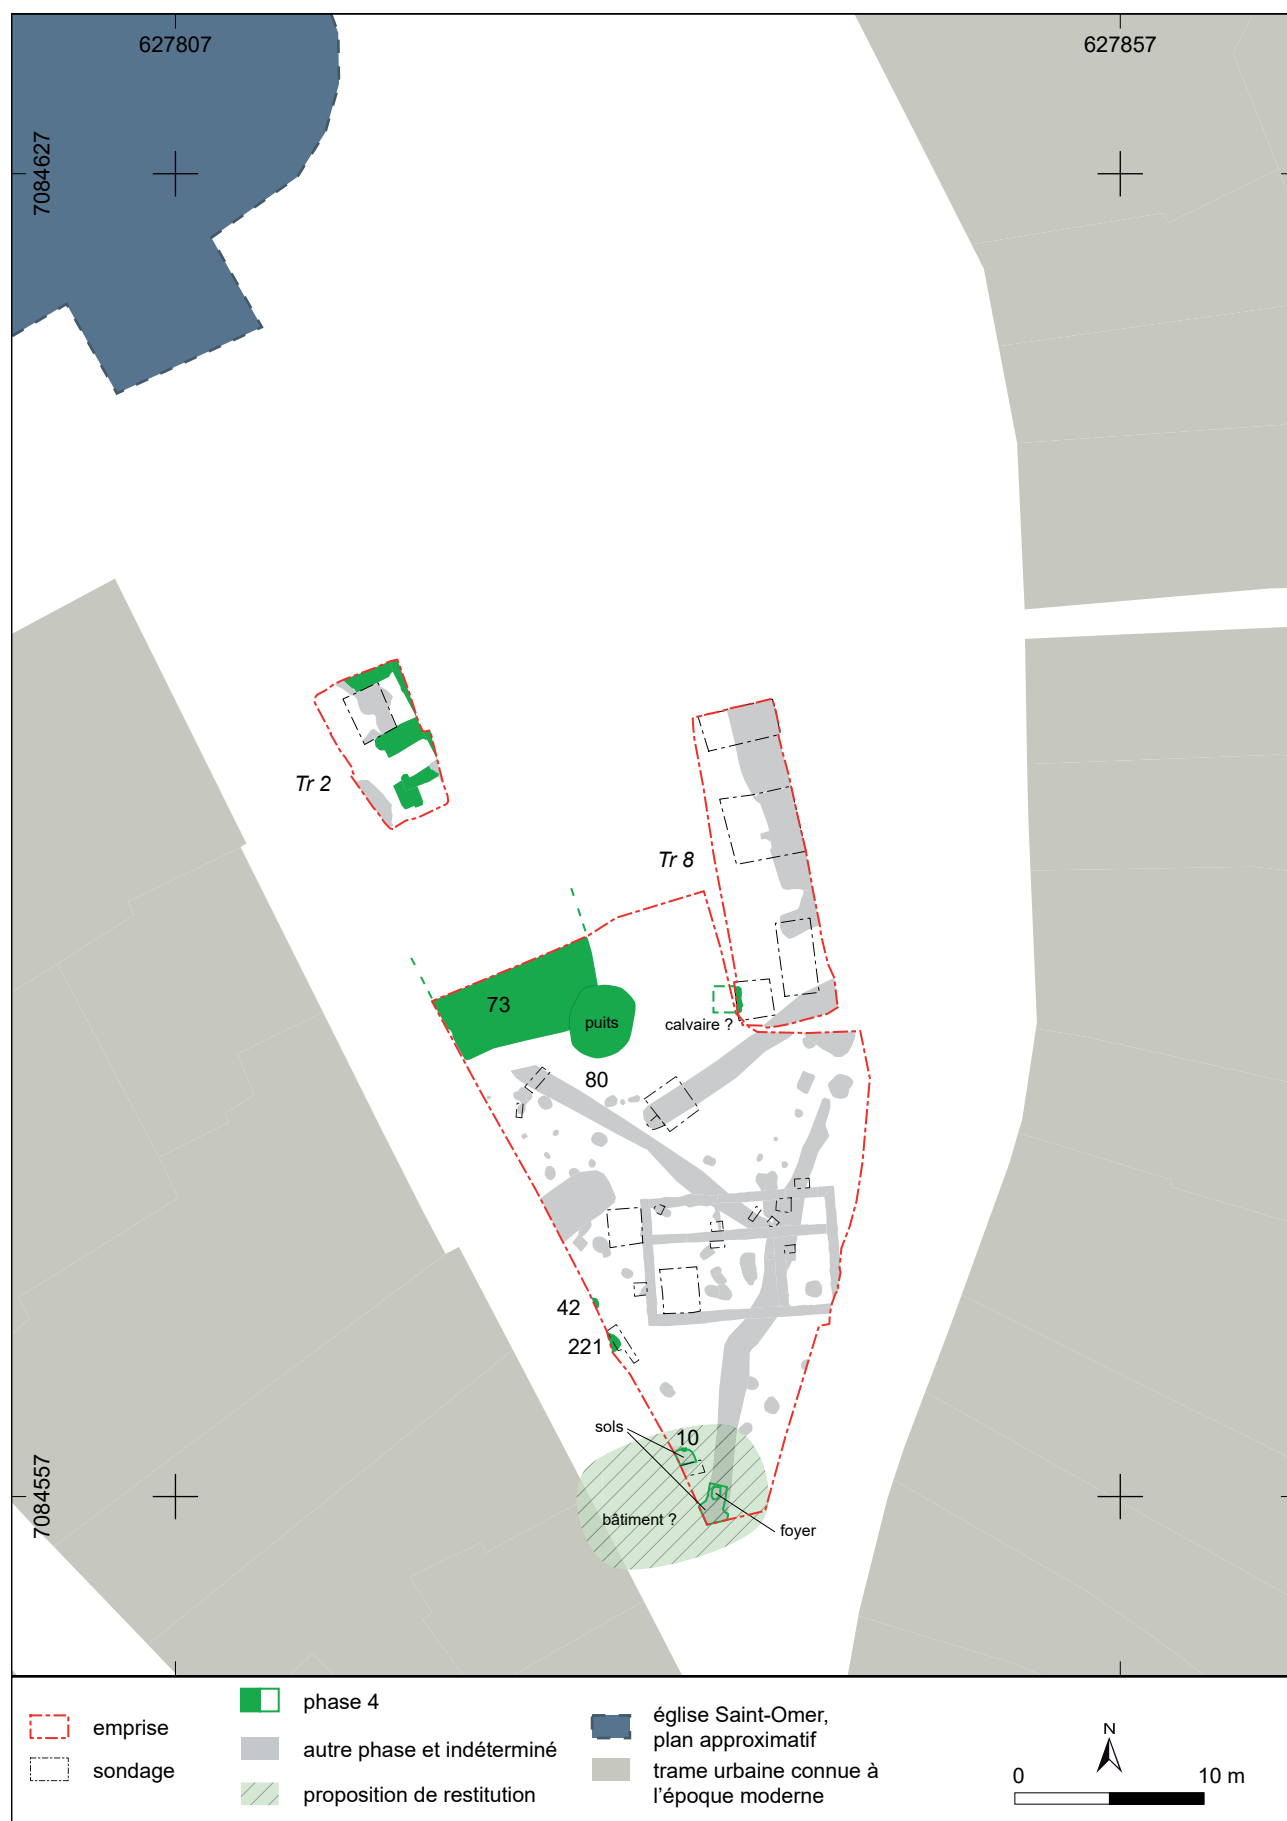 627807
627857
7084627
Tr 2
Tr 8
73
puits
calvaire ?
80
42
221
sols
10
7084557
bâtiment ?
foyer
emprise
sondage
phase 4
autre phase et indéterminé
proposition de restitution
église Saint-Omer,
plan approximatif
trame urbaine connue à
l'époque moderne
N
0
10 m